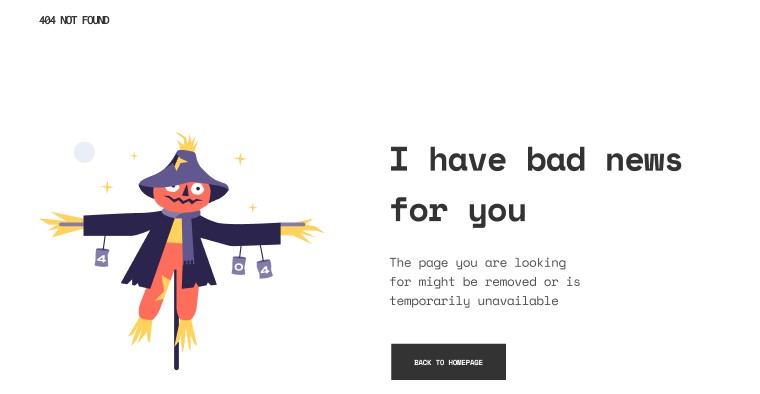 404 NOT FOUND
I have bad news
for you
4
0
4
The page you are looking
for might be removed or is
temporarily unavailable
BACK TO HOMEPAGE